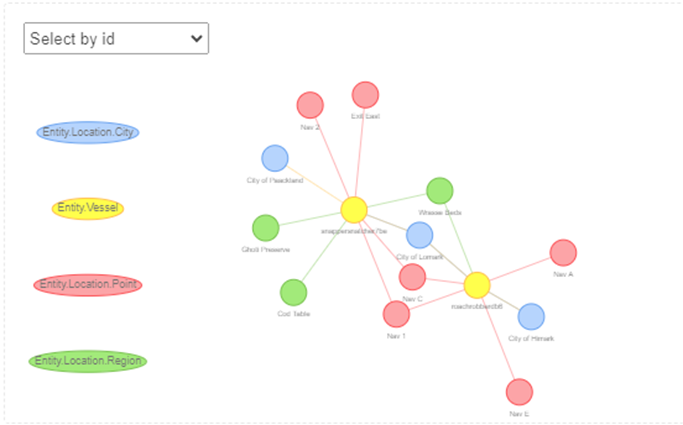 Select by id
Entity.Location.City
Entity.Vessel
Entity.Location.Point
Entity.Location.Region
Nav 2
Exit East
City of Paackland
Wrasse Beds
snappersnatcher7be
Ghoti Preserve
City of Lomark
Nav A
Nav C
Cod Table
roachrobberdb6
Nav 1
City of Himark
Nav E